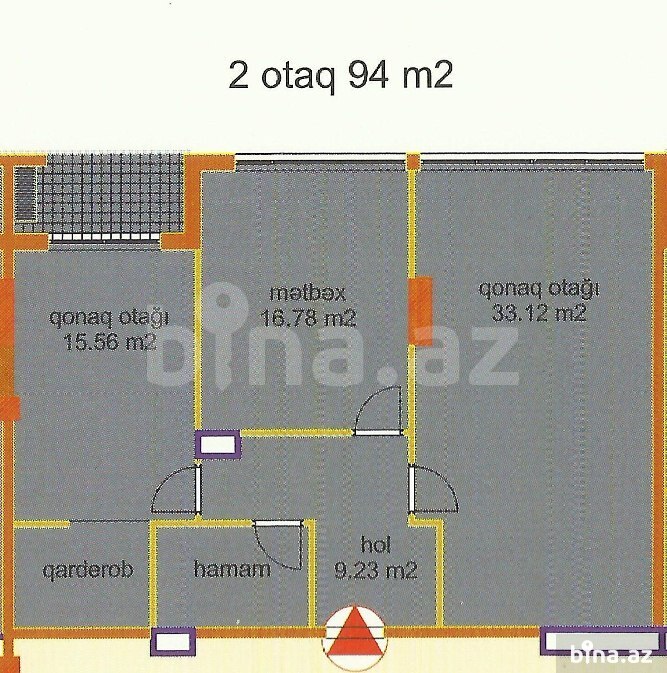 2 otaq 94 m2
mətbəx
16.78 m2
qonaq otağı
33.12 m2
qonaq otağı
15.56 m2
bina.az
hol
9.23 m2
qarderob
hamam
bina.az